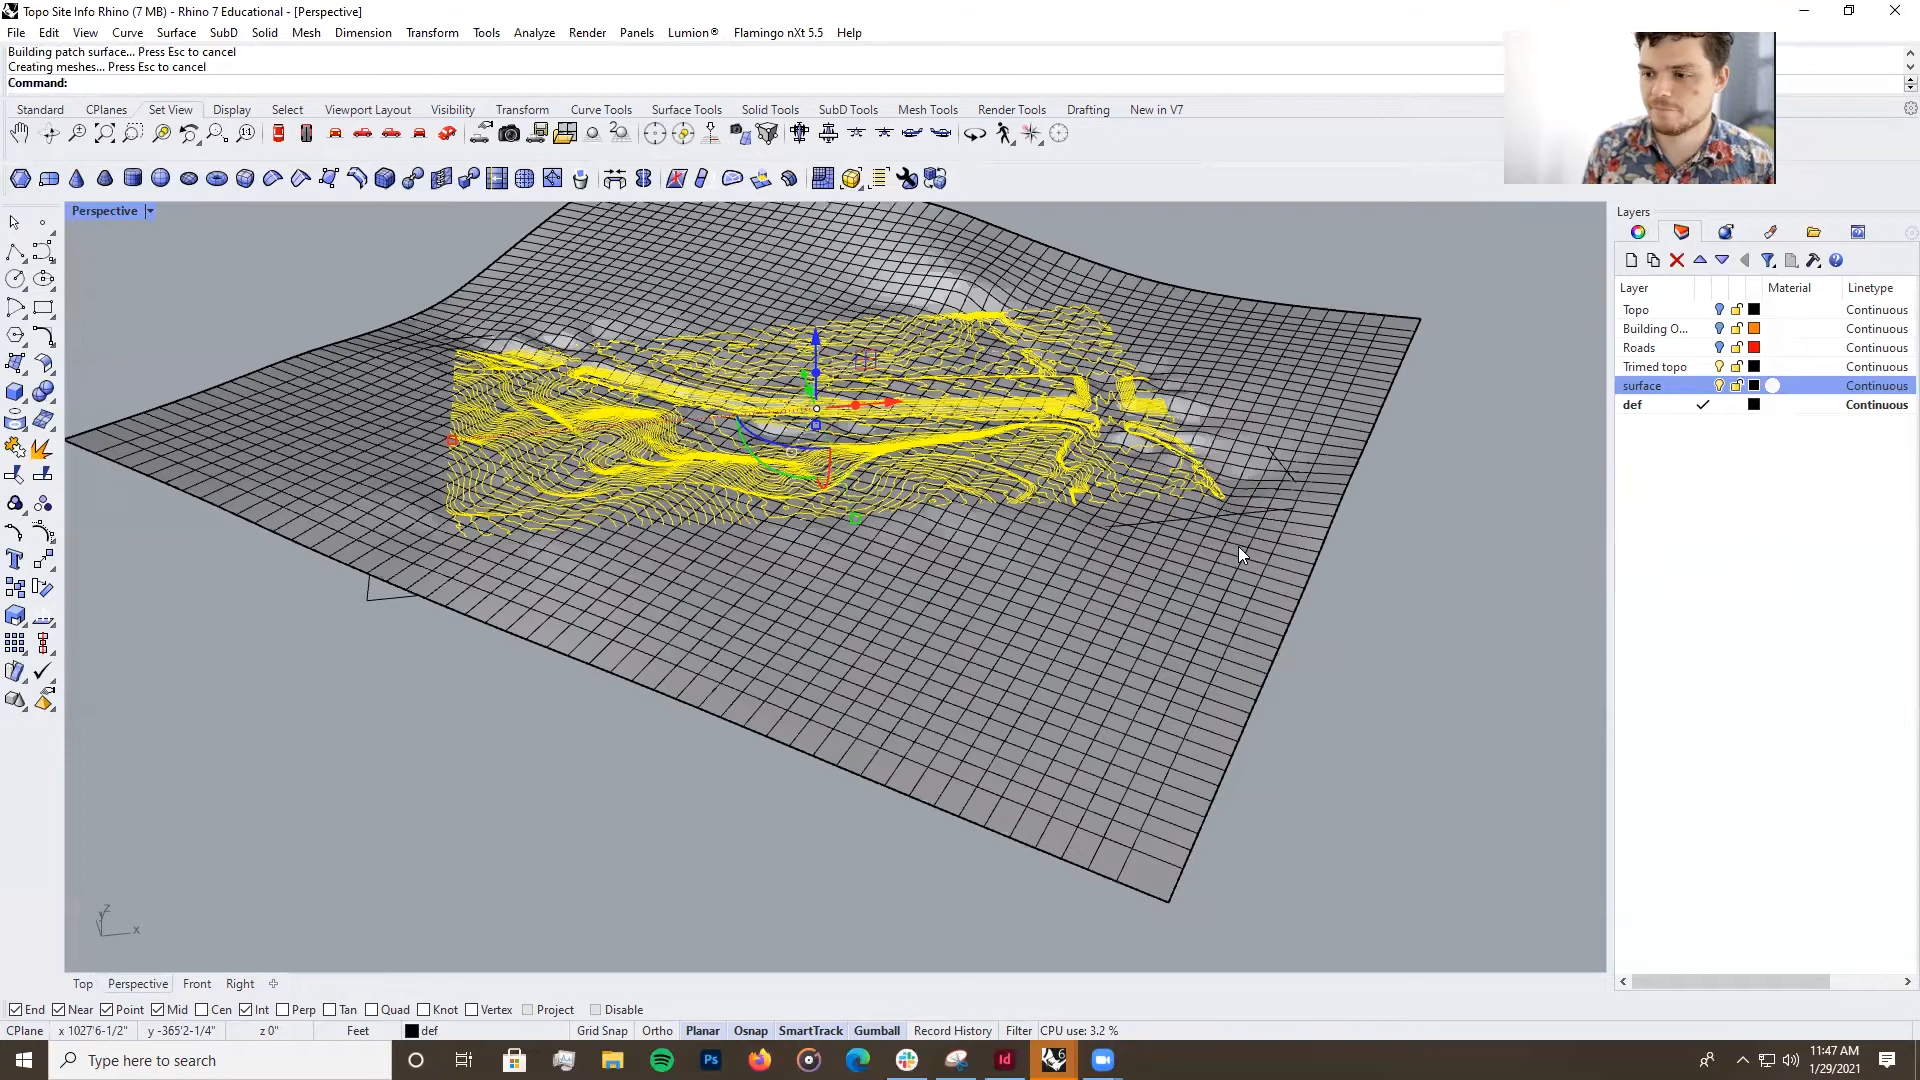 Topo Site Info Rhino (7 MB) - Rhino 7 Educational - [Perspective]
File Edit View Curve Surface SubD Solid Mesh Dimension Transform Tools Analyze Render Panels Lumion® Flamingo nXt 5.5 Help
Building patch surface... Press Esc to cancel
Creating meshes... Press Esc to cancel
Command:
Standard CPlanes Set View Display Select Viewport Layout Visibility Transform Curve Tools Surface Tools Solid Tools SubD Tools Mesh Tools Render Tools Drafting New in V7
Perspective
Layers
Layer Material Linetype
Topo Continuous
Building O... Continuous
Roads Continuous
Trimed topo Continuous
surface Continuous
def Continuous
z
y
x
Top Perspective Front Right
End Near Point Mid Cen Int Perp Tan Quad Knot Vertex Project Disable
CPlane x 1027'6-1/2" y -365'2-1/4" z 0" Feet def Grid Snap Ortho Planar Osnap SmartTrack Gumball Record History Filter CPU use: 3.2 %
Type here to search
Ps
Id
6
11:47 AM
1/29/2021